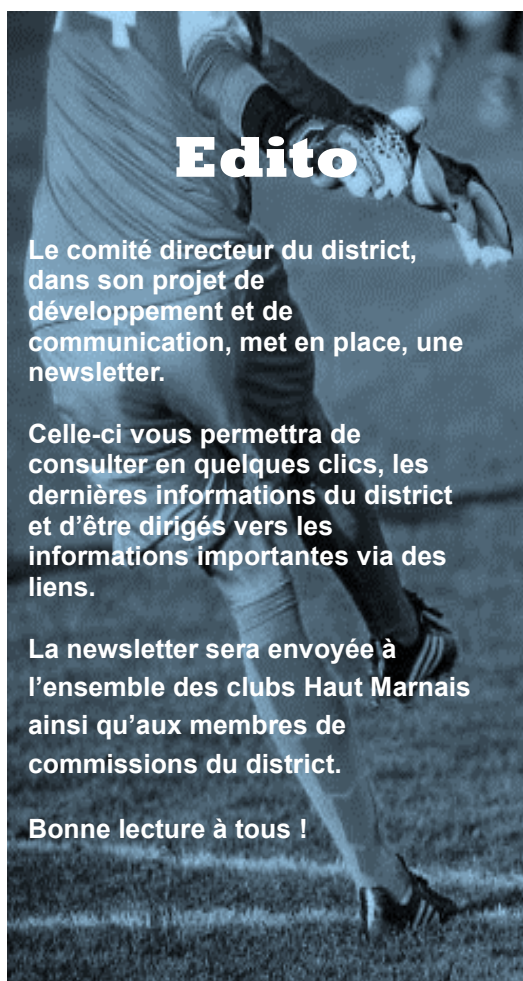 Edito
Le comité directeur du district,
dans son projet de
développement et de
communication, met en place, une
newsletter.
Celle-ci vous permettra de
consulter en quelques clics, les
dernières informations du district
et d’être dirigés vers les
informations importantes via des
liens.
La newsletter sera envoyée à
l’ensemble des clubs Haut Marnais
ainsi qu’aux membres de
commissions du district.
Bonne lecture à tous !